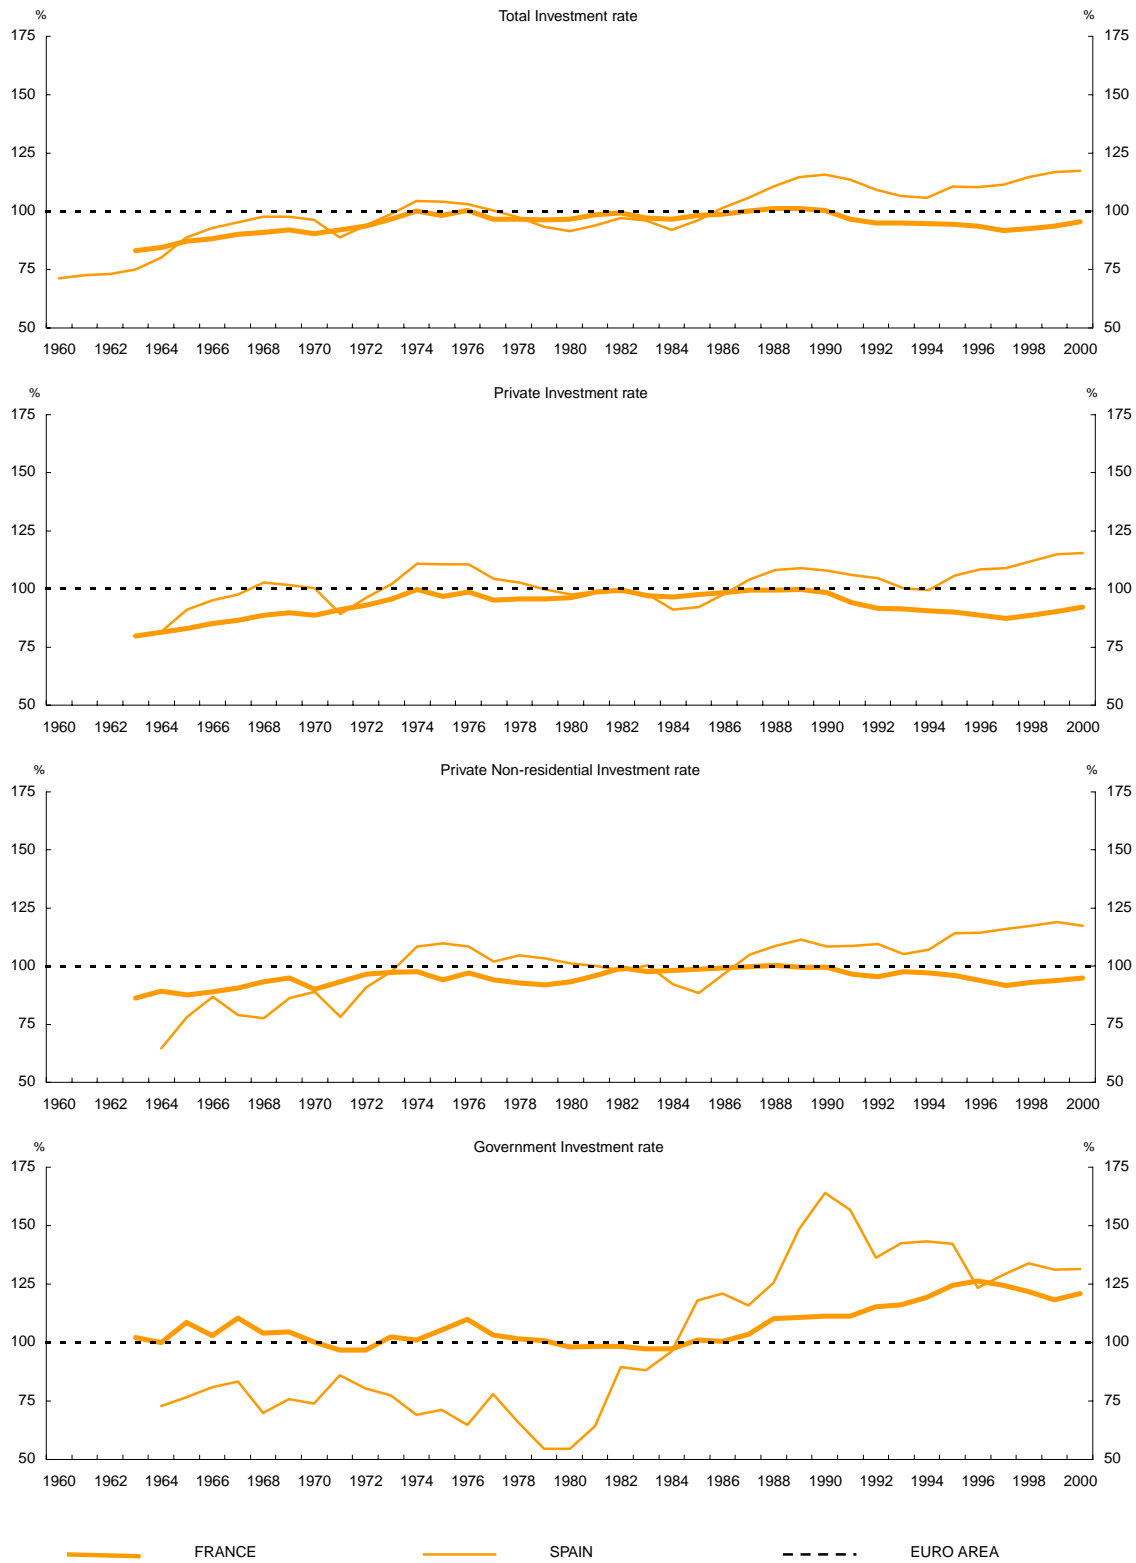 % Total Investment rate %
175 175
150 150
125 125
100 100
75 75
50 50
1960 1962 1964 1966 1968 1970 1972 1974 1976 1978 1980 1982 1984 1986 1988 1990 1992 1994 1996 1998 2000
% Private Investment rate %
175 175
150 150
125 125
100 100
75 75
50 50
1960 1962 1964 1966 1968 1970 1972 1974 1976 1978 1980 1982 1984 1986 1988 1990 1992 1994 1996 1998 2000
% Private Non-residential Investment rate %
175 175
150 150
125 125
100 100
75 75
50 50
1960 1962 1964 1966 1968 1970 1972 1974 1976 1978 1980 1982 1984 1986 1988 1990 1992 1994 1996 1998 2000
% Government Investment rate %
175 175
150 150
125 125
100 100
75 75
50 50
1960 1962 1964 1966 1968 1970 1972 1974 1976 1978 1980 1982 1984 1986 1988 1990 1992 1994 1996 1998 2000
FRANCE SPAIN EURO AREA